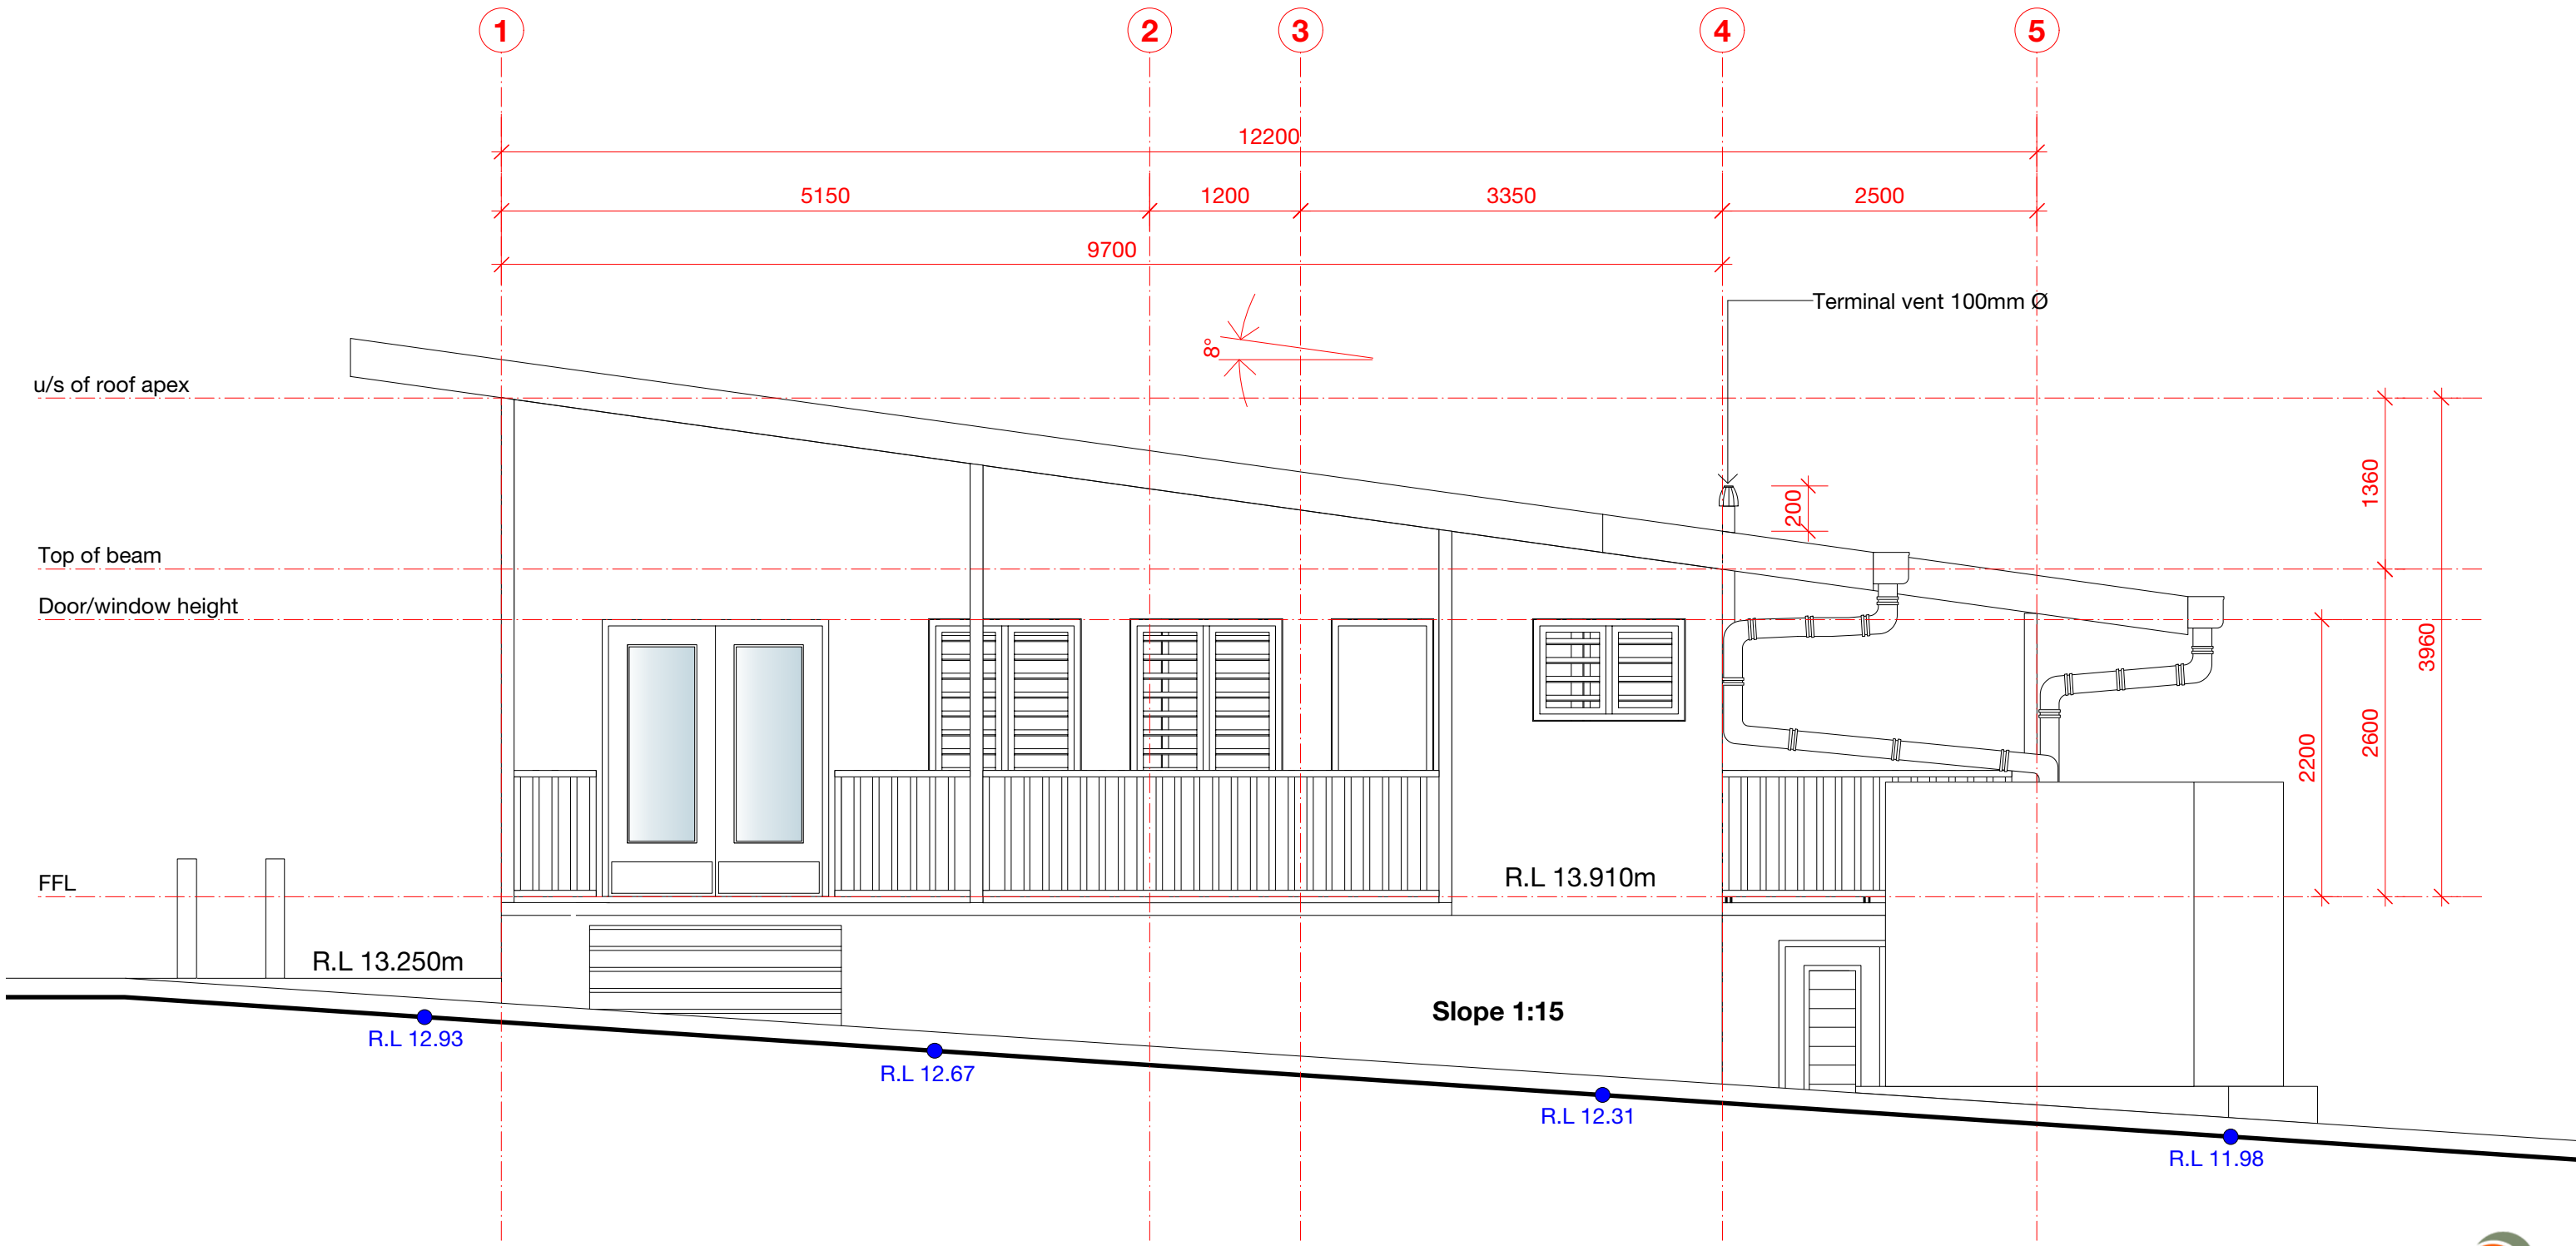 1
2
3
4
5
12200
5150
1200
3350
2500
9700
Terminal vent 100mm Ø
8°
u/s of roof apex
1360
200
Top of beam
Door/window height
3960
2600
2200
FFL
R.L 13.910m
R.L 13.250m
Slope 1:15
R.L 12.93
R.L 12.67
R.L 12.31
R.L 11.98